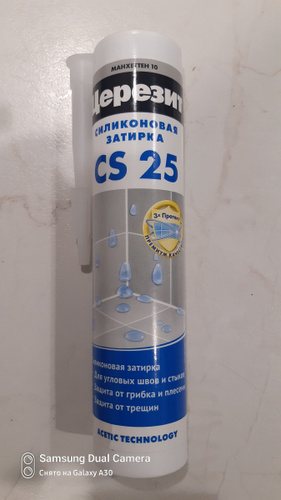 МАНХЕТТЕН 10
Церезит
СИЛИКОНОВАЯ
ЗАТИРКА
CS 25
ПРЕМИУМ
иконовая затирка
Для угловых швов и стыков
Защита от грибка и плесени
Защита от трещин
ACETIC TECHNOLOGY
Samsung Dual Camera
Снято на Galaxy A30